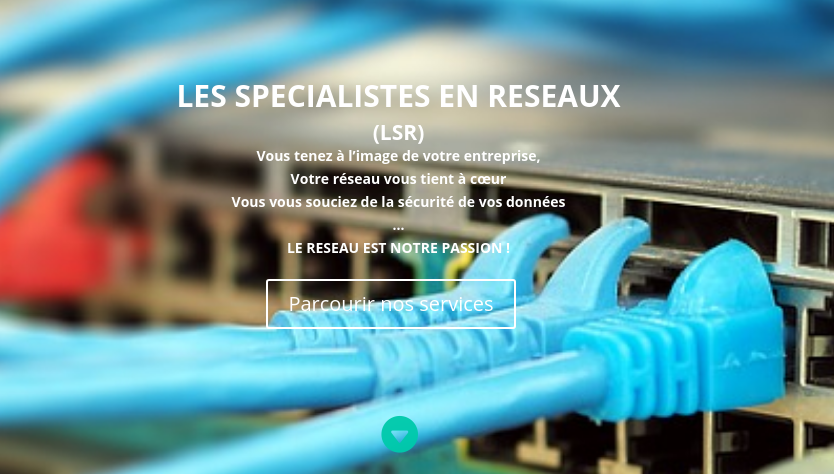 LES SPECIALISTES EN RESEAUX
(LSR)
Vous tenez à l'image de votre entreprise,
Votre réseau vous tient à cœur
Vous vous souciez de la sécurité de vos données
...
LE RESEAU EST NOTRE PASSION !
Parcourir nos services